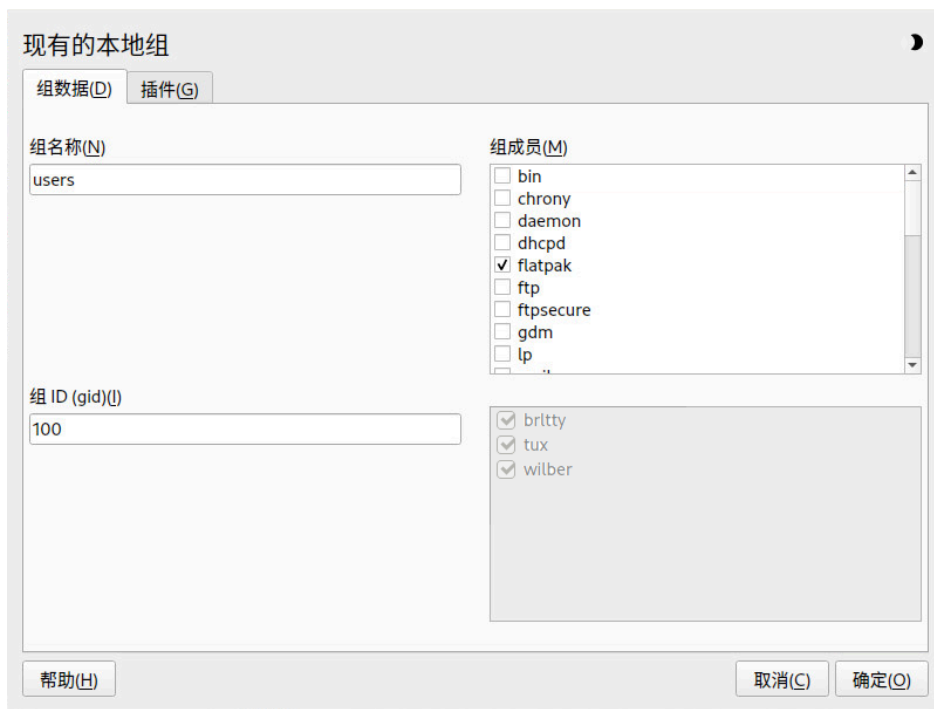 现有的本地组
组数据(D)
插件(G)
组名称(N)
users
组成员(M)
bin
chrony
daemon
dhcpd
flatpak
ftp
ftpsecure
gdm
lp
组 ID (gid)(I)
100
brltty
tux
wilber
帮助(H)
取消(C)
确定(O)